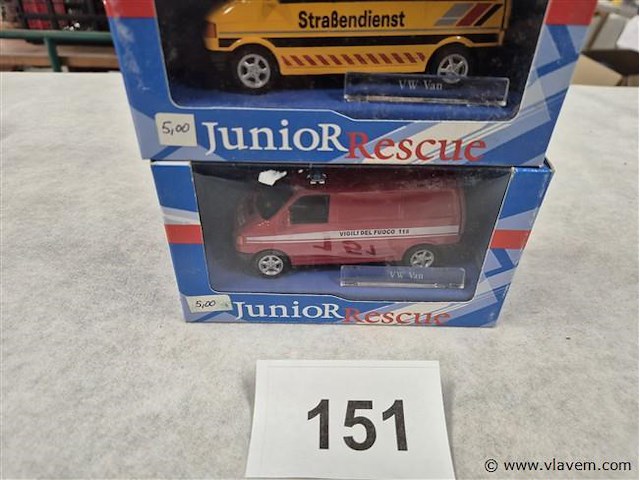 Straßendienst
VW Van
5,00
JunioR Rescue
VIGILI DEL FUOCO 115
VW Van
5,00
JunioR Rescue
151
© www.vlavem.com